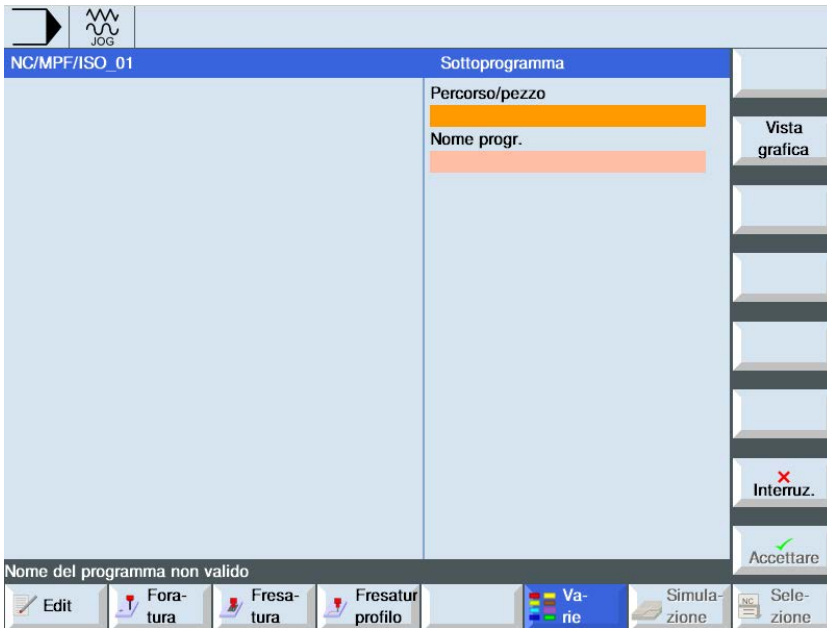 JOG
NC/MPF/ISO_01
Sottoprogramma
Percorso/pezzo
Nome progr.
Vista
grafica
Interruz.
Accettare
Nome del programma non valido
Edit
Fora-
tura
Fresa-
tura
Fresatur
profilo
Va-
rie
Simula-
zione
NC
Sele-
zione